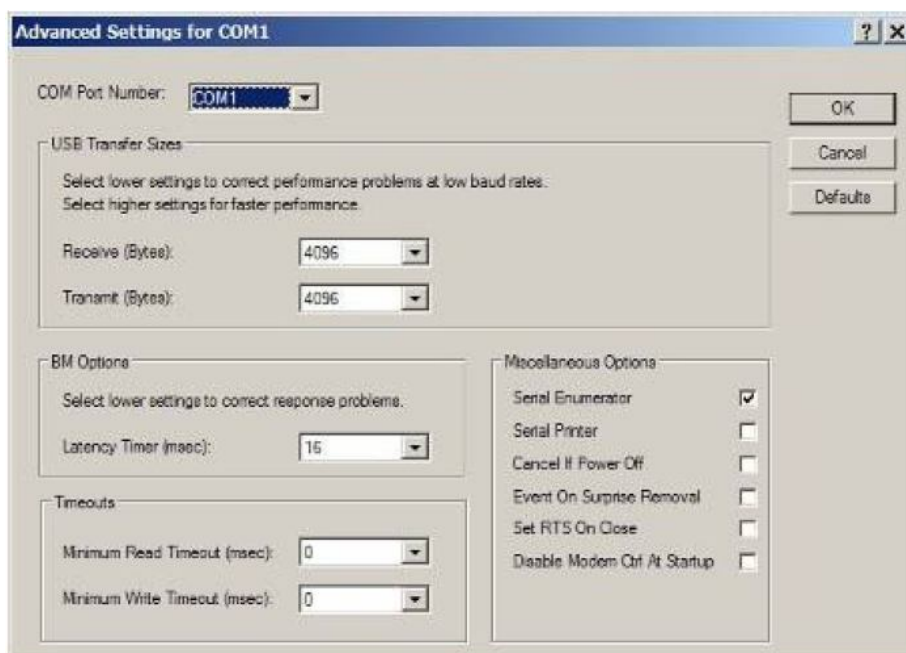 Advanced Settings for COM1
COM Port Number: COM1
OK
Cancel
Defaults
USB Transfer Sizes
Select lower settings to correct performance problems at low baud rates.
Select higher settings for faster performance.
Receive (Bytes): 4096
Transmit (Bytes): 4096
BM Options
Select lower settings to correct response problems.
Latency Timer (msec): 16
Timeouts
Minimum Read Timeout (msec): 0
Minimum Write Timeout (msec): 0
Miscellaneous Options
Serial Enumerator
Serial Printer
Cancel If Power Off
Event On Surprise Removal
Set RTS On Close
Disable Modem Ctrl At Startup